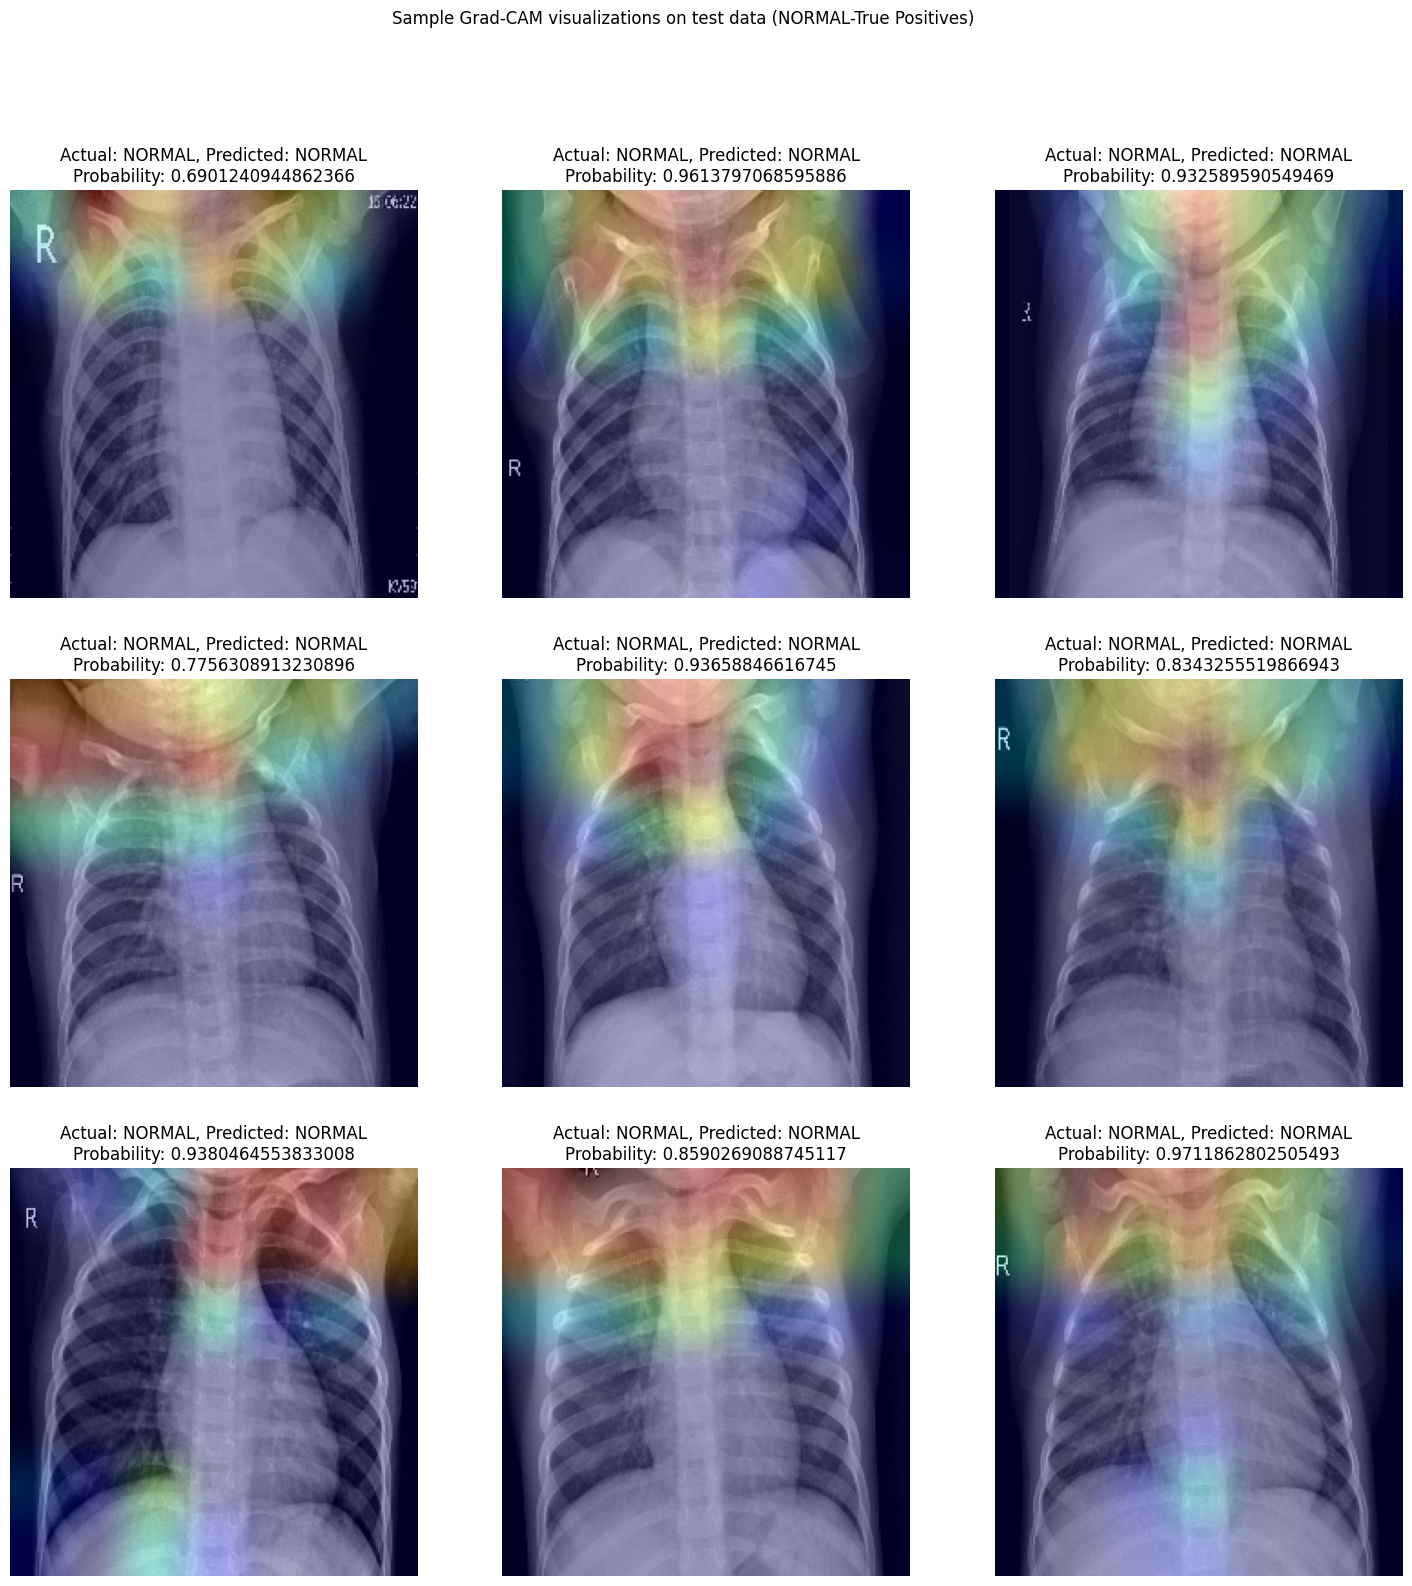 Sample Grad-CAM visualizations on test data (NORMAL-True Positives)
Actual: NORMAL, Predicted: NORMAL
Probability: 0.6901240944862366
Actual: NORMAL, Predicted: NORMAL
Probability: 0.9613797068595886
Actual: NORMAL, Predicted: NORMAL
Probability: 0.932589590549469
R
R
Actual: NORMAL, Predicted: NORMAL
Probability: 0.7756308913230896
Actual: NORMAL, Predicted: NORMAL
Probability: 0.93658846616745
Actual: NORMAL, Predicted: NORMAL
Probability: 0.8343255519866943
R
R
Actual: NORMAL, Predicted: NORMAL
Probability: 0.9380464553833008
Actual: NORMAL, Predicted: NORMAL
Probability: 0.8590269088745117
Actual: NORMAL, Predicted: NORMAL
Probability: 0.9711862802505493
R
R